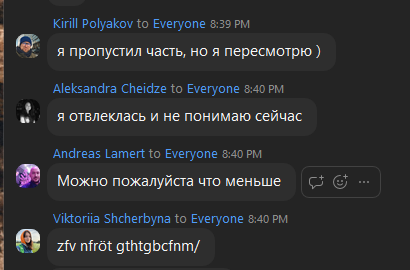 Kirill Polyakov to Everyone 8:39 PM
я пропустил часть, но я пересмотрю )
Aleksandra Cheidze to Everyone 8:40 PM
я отвлеклась и не понимаю сейчас
Andreas Lamert to Everyone 8:40 PM
Можно пожалуйста что меньше
Viktoriia Shcherbyna to Everyone 8:40 PM
zfv nfröt gthtgbcfnm/